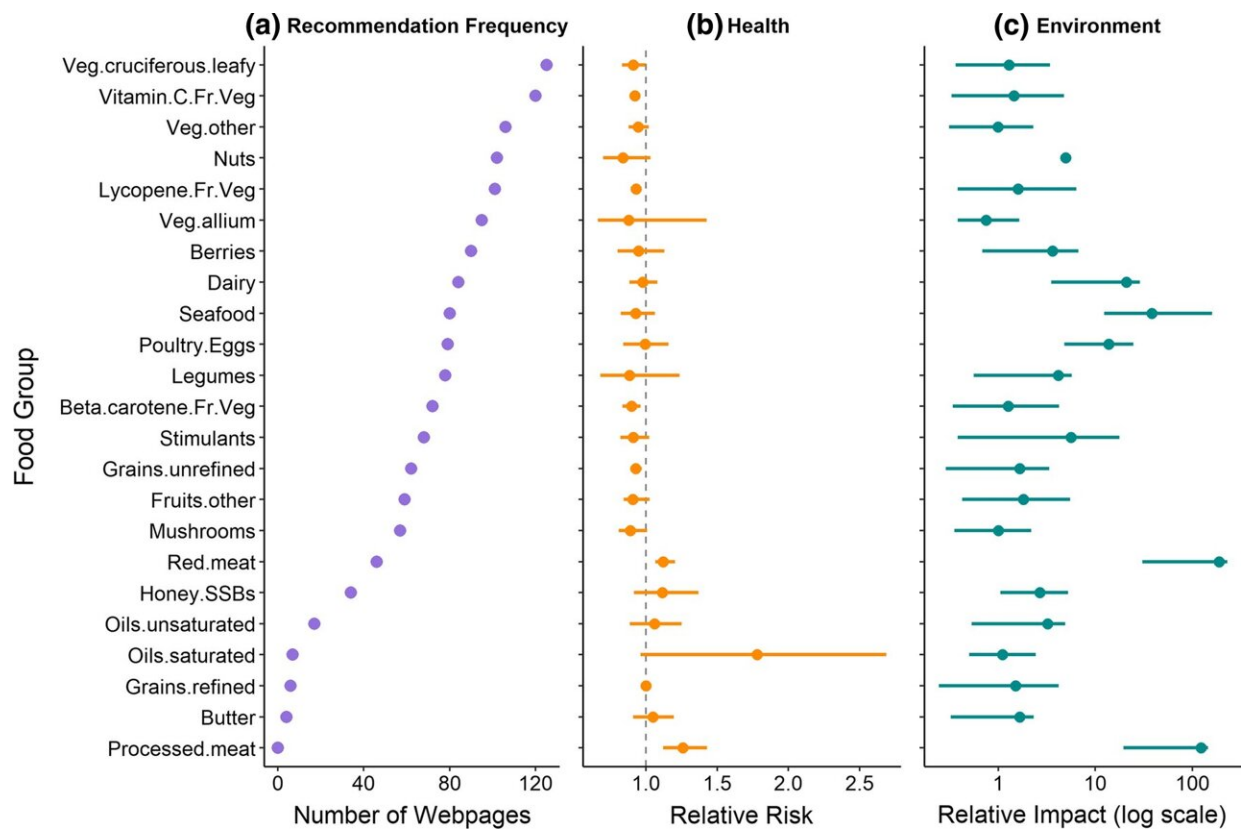 (a) Recommendation Frequency
(b) Health
(c) Environment
Food Group
Veg.cruciferous.leafy
Vitamin.C.Fr.Veg
Veg.other
Nuts
Lycopene.Fr.Veg
Veg.allium
Berries
Dairy
Seafood
Poultry.Eggs
Legumes
Beta.carotene.Fr.Veg
Stimulants
Grains.unrefined
Fruits.other
Mushrooms
Red.meat
Honey.SSBs
Oils.unsaturated
Oils.saturated
Grains.refined
Butter
Processed.meat
0 40 80 120
Number of Webpages
1.0 1.5 2.0 2.5
Relative Risk
1 10 100
Relative Impact (log scale)